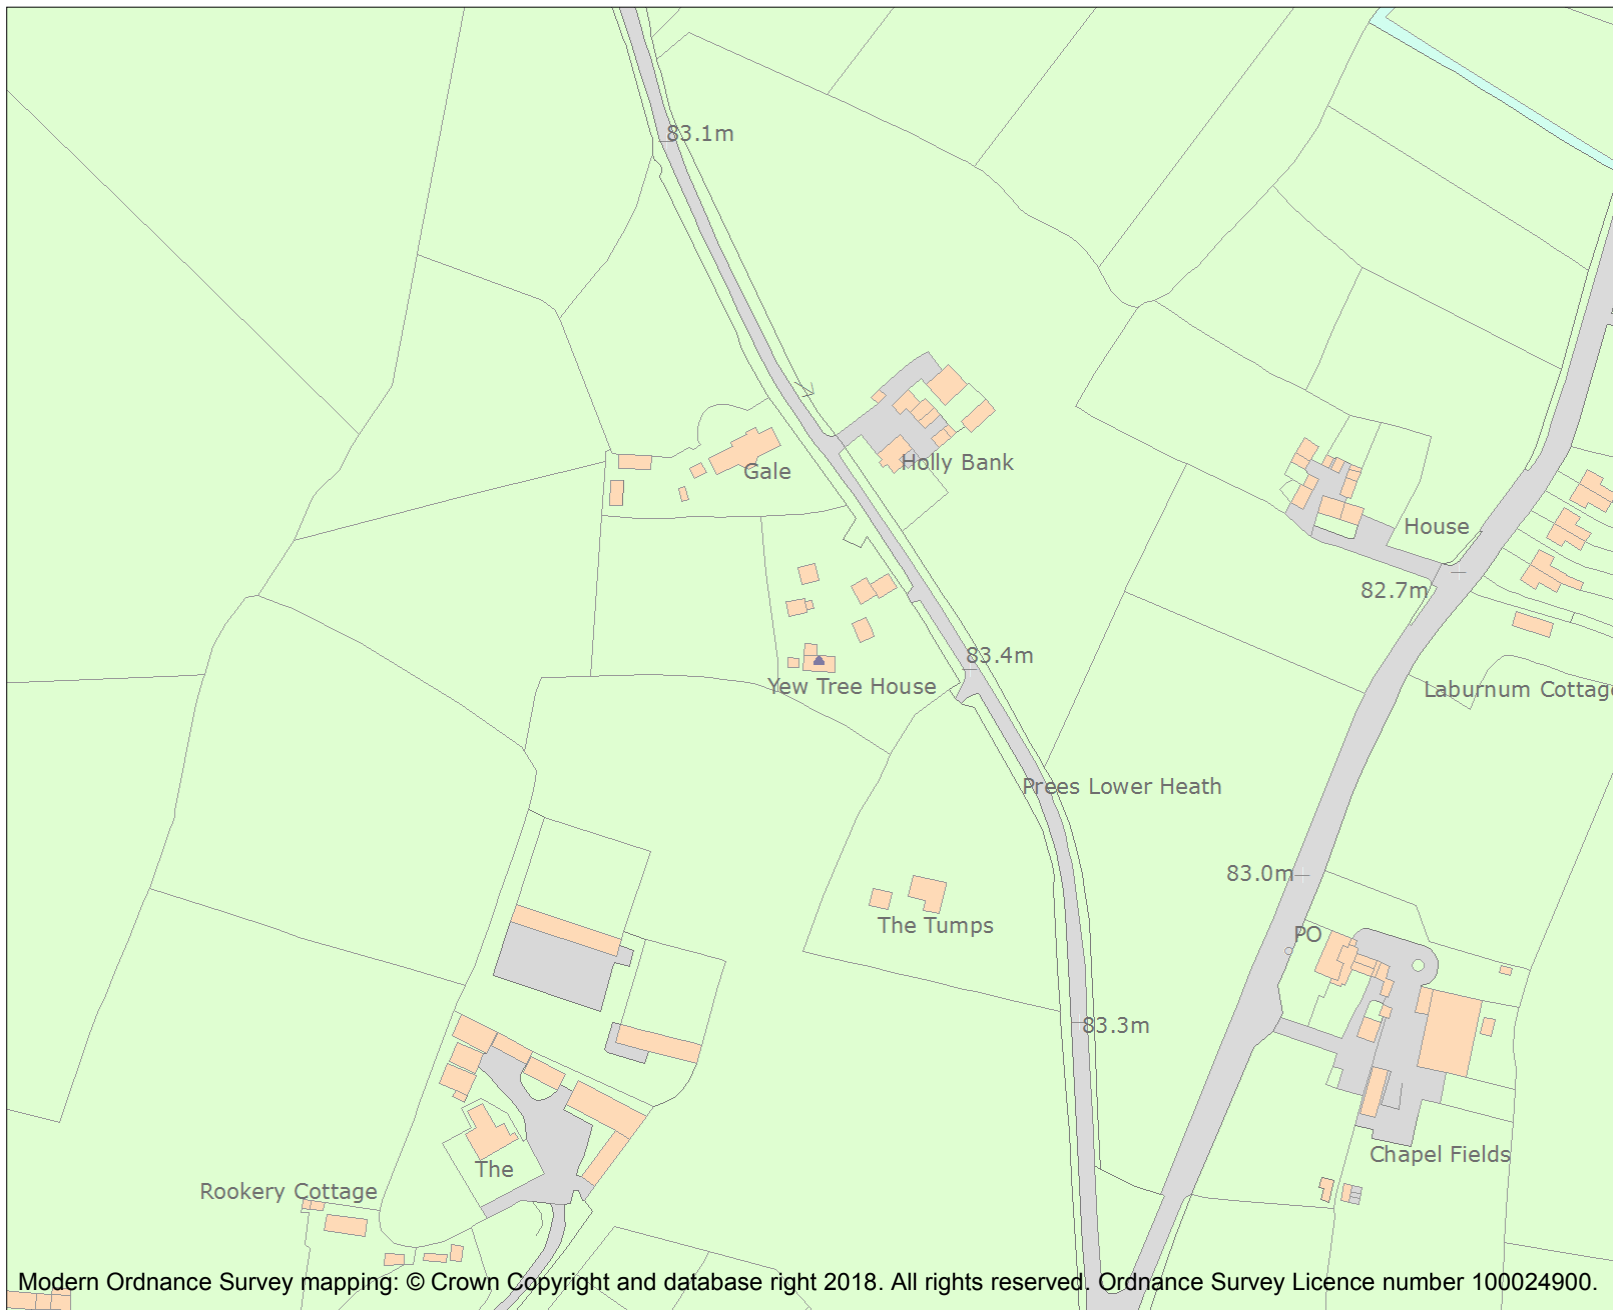 83.1m
Holly Bank
Gale
House
82.7m
83.4m
Yew Tree House
Laburnum Cottage
Prees Lower Heath
83.0m
The Tumps
PO
83.3m
Chapel Fields
The
Rookery Cottage
Modern Ordnance Survey mapping: © Crown Copyright and database right 2018. All rights reserved. Ordnance Survey Licence number 100024900.